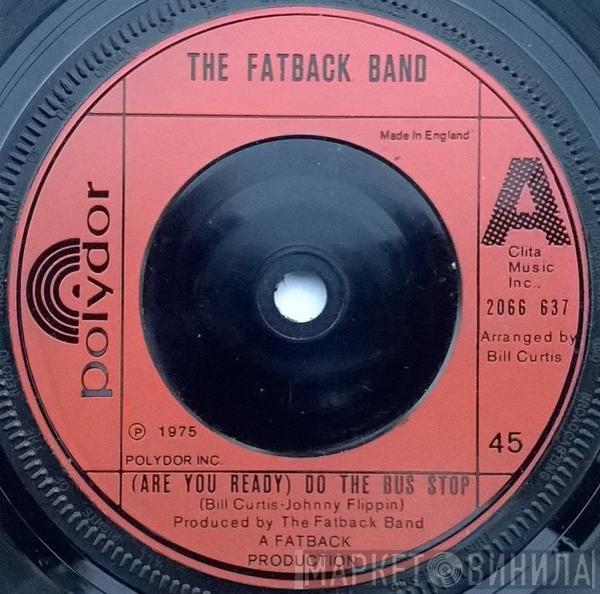 THE FATBACK BAND
Made In England
polydor
A
Clita
Music
Inc.,
2066 637
Arranged by
Bill Curtis
℗ 1975
POLYDOR INC.
45
(ARE YOU READY) DO THE BUS STOP
(Bill Curtis-Johnny Flippin)
Produced by The Fatback Band
A FATBACK
PRODUCTION
МАРКЕТ ВИНИЛА